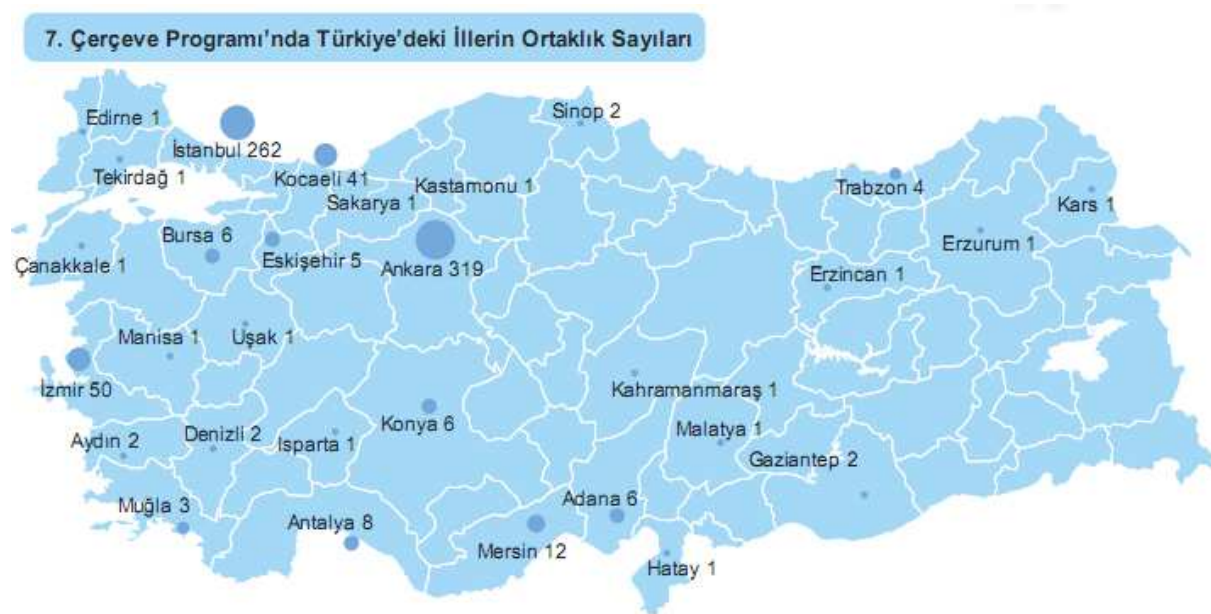 7. Çerçeve Programı’nda Türkiye’deki İllerin Ortaklık Sayıları
Sinop 2
Edirne 1
İstanbul 262
Tekirdağ 1
Kocaeli 41
Kastamonu 1
Trabzon 4
Sakarya 1
Kars 1
Bursa 6
Erzurum 1
Çanakkale 1
Eskişehir 5
Ankara 319
Erzincan 1
Manisa 1
Uşak 1
İzmir 50
Kahramanmaraş 1
Konya 6
Aydın 2
Denizli 2
Isparta 1
Malatya 1
Gaziantep 2
Muğla 3
Antalya 8
Adana 6
Mersin 12
Hatay 1